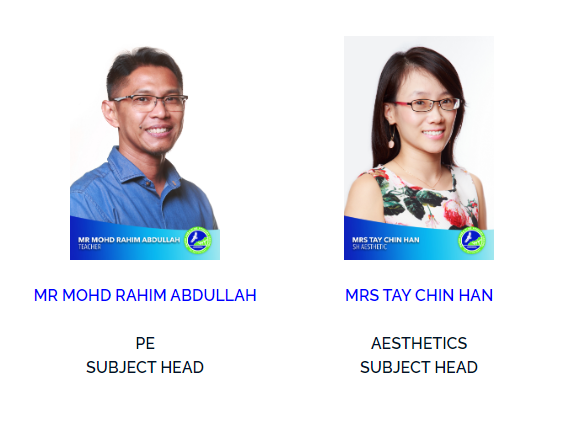 MR MOHD RAHIM ABDULLAH
TEACHER
MRS TAY CHIN HAN
SH AESTHETIC
MR MOHD RAHIM ABDULLAH
MRS TAY CHIN HAN
PE
SUBJECT HEAD
AESTHETICS
SUBJECT HEAD